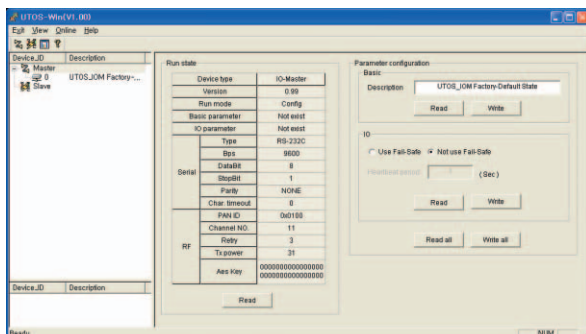 UTOS-Win(V1.00)
Exit View Online Help
Device_ID Description
Master
0 UTOS_IOM Factory-...
Slave
Device_ID Description
Ready
Run state
Device type IO-Master
Version 0.99
Run mode Config
Basic parameter Not exist
IO parameter Not exist
Serial
Type RS-232C
Bps 9600
DataBit 8
StopBit 1
Parity NONE
Char. timeout 0
RF
PAN ID 0x0100
Channel NO. 11
Retry 3
Tx power 31
Aes Key 0000000000000000
0000000000000000
Read
Parameter configuration
Basic
Description UTOS_IOM Factory-Default State
Read Write
IO
Use Fail-Safe Not use Fail-Safe
Heartbeat period (Sec)
Read Write
Read all Write all
NUM